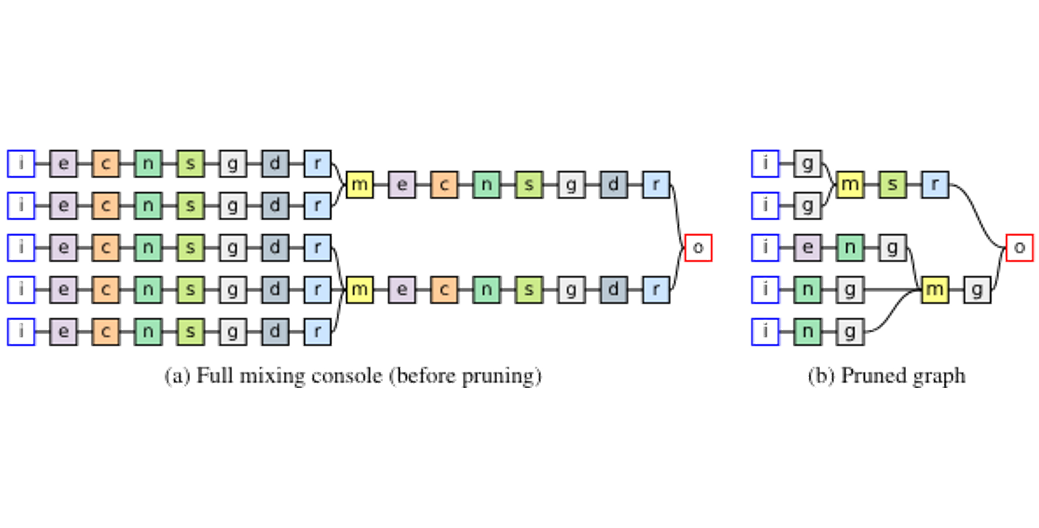 i e c n s g d r
i e c n s g d r
m e c n s g d r
i e c n s g d r
i e c n s g d r
m e c n s g d r
i e c n s g d r
o
(a) Full mixing console (before pruning)
i g
i g
m s r
i e n g
i n g
m g
i n g
o
(b) Pruned graph